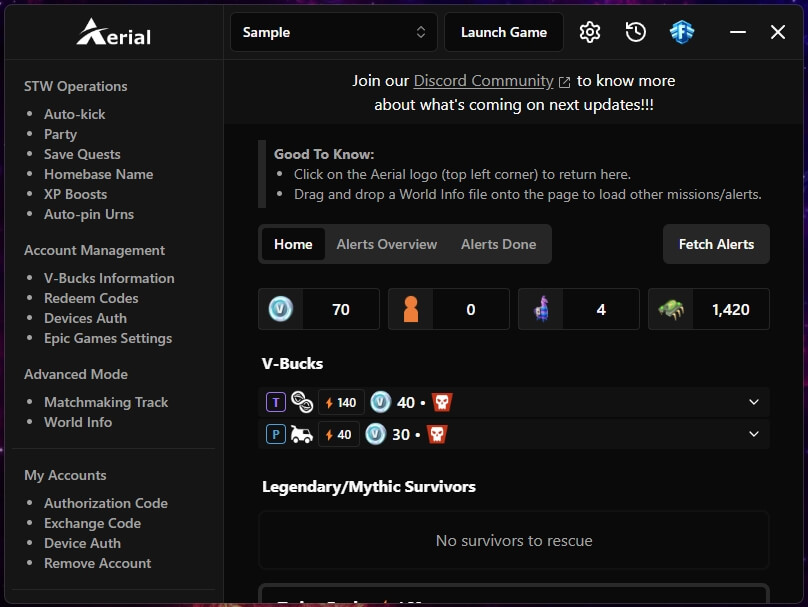 Aerial
Sample
Launch Game
STW Operations
Auto-kick
Party
Save Quests
Homebase Name
XP Boosts
Auto-pin Urns
Account Management
V-Bucks Information
Redeem Codes
Devices Auth
Epic Games Settings
Advanced Mode
Matchmaking Track
World Info
My Accounts
Authorization Code
Exchange Code
Device Auth
Remove Account
Join our Discord Community to know more
about what's coming on next updates!!!
Good To Know:
Click on the Aerial logo (top left corner) to return here.
Drag and drop a World Info file onto the page to load other missions/alerts.
Home Alerts Overview Alerts Done Fetch Alerts
V 70 0 4 1,420
V-Bucks
T 140 V 40 •
P 40 V 30 •
Legendary/Mythic Survivors
No survivors to rescue